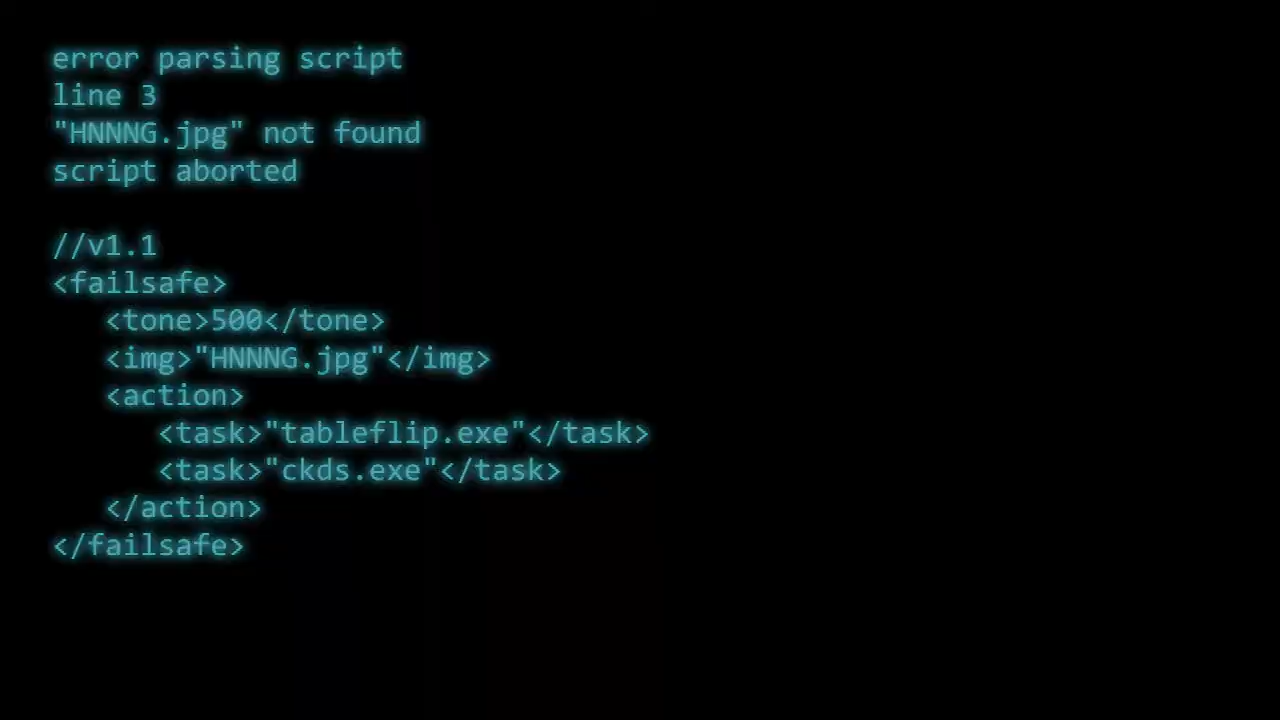 error parsing script
line 3
"HNNNG.jpg" not found
script aborted

//v1.1
<failsafe>
   <tone>500</tone>
   <img>"HNNNG.jpg"</img>
   <action>
      <task>"tableflip.exe"</task>
      <task>"ckds.exe"</task>
   </action>
</failsafe>